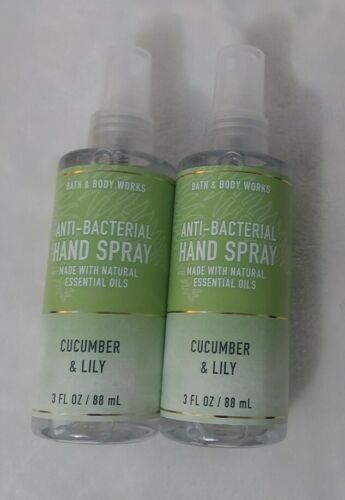 BATH & BODY WORKS
ANTI-BACTERIAL
HAND SPRAY
MADE WITH NATURAL
ESSENTIAL OILS
CUCUMBER
& LILY
3 FL OZ / 88 mL
BATH & BODY WORKS
ANTI-BACTERIAL
HAND SPRAY
MADE WITH NATURAL
ESSENTIAL OILS
CUCUMBER
& LILY
3 FL OZ / 88 mL